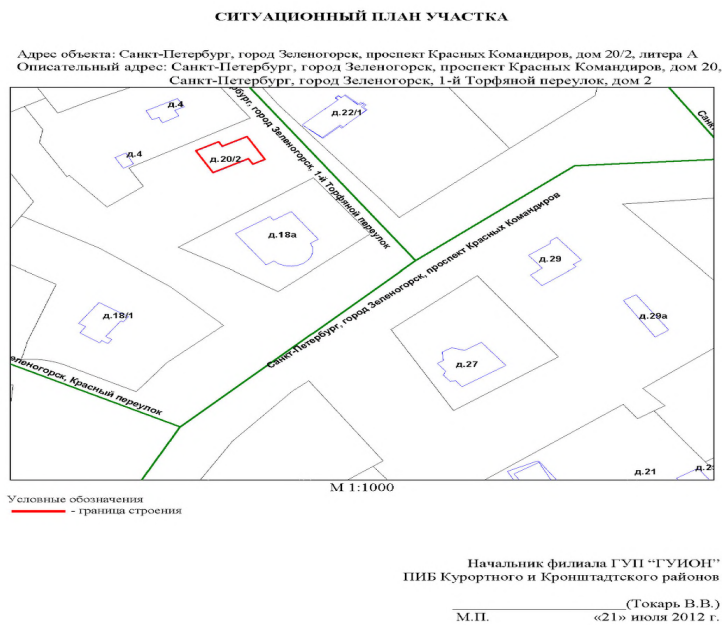 СИТУАЦИОННЫЙ ПЛАН УЧАСТКА
Адрес объекта: Санкт-Петербург, город Зеленогорск, проспект Красных Командиров, дом 20/2, литера А
Описательный адрес: Санкт-Петербург, город Зеленогорск, проспект Красных Командиров, дом 20,
Санкт-Петербург, город Зеленогорск, 1-й Торфяной переулок, дом 2
д.4
д.22/1
рбург, город Зеленогорск, 1-й Торфяной переулок
Санкт
д.4
д.20/2
д.18а
Санкт-Петербург, город Зеленогорск, проспект Красных Командиров
д.29
д.18/1
д.29а
д.27
еленогорск, Красный переулок
д.21
М 1:1000
Условные обозначения
- граница строения
Начальник филиала ГУП “ГУИОН”
ПИБ Курортного и Кронштадтского районов
(Токарь В.В.)
М.П. «21» июля 2012 г.